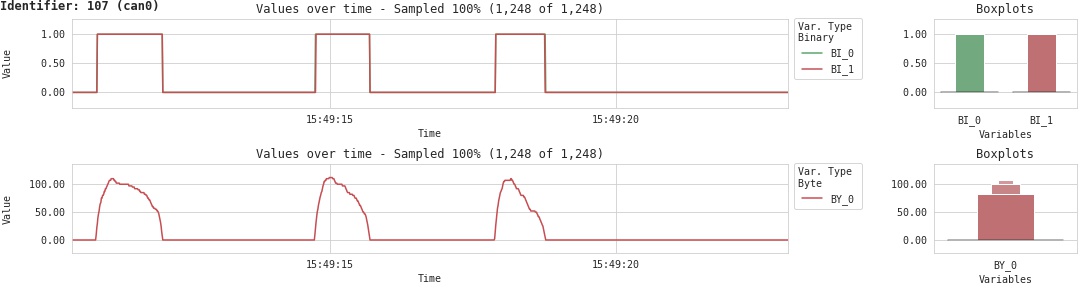 Identifier: 107 (can0)
Values over time - Sampled 100% (1,248 of 1,248)
Boxplots
Value
1.00
0.50
0.00
15:49:15
15:49:20
Time
Var. Type
Binary
BI_0
BI_1
1.00
0.50
0.00
BI_0
BI_1
Variables
Values over time - Sampled 100% (1,248 of 1,248)
Boxplots
Value
100.00
50.00
0.00
15:49:15
15:49:20
Time
Var. Type
Byte
BY_0
100.00
50.00
0.00
BY_0
Variables